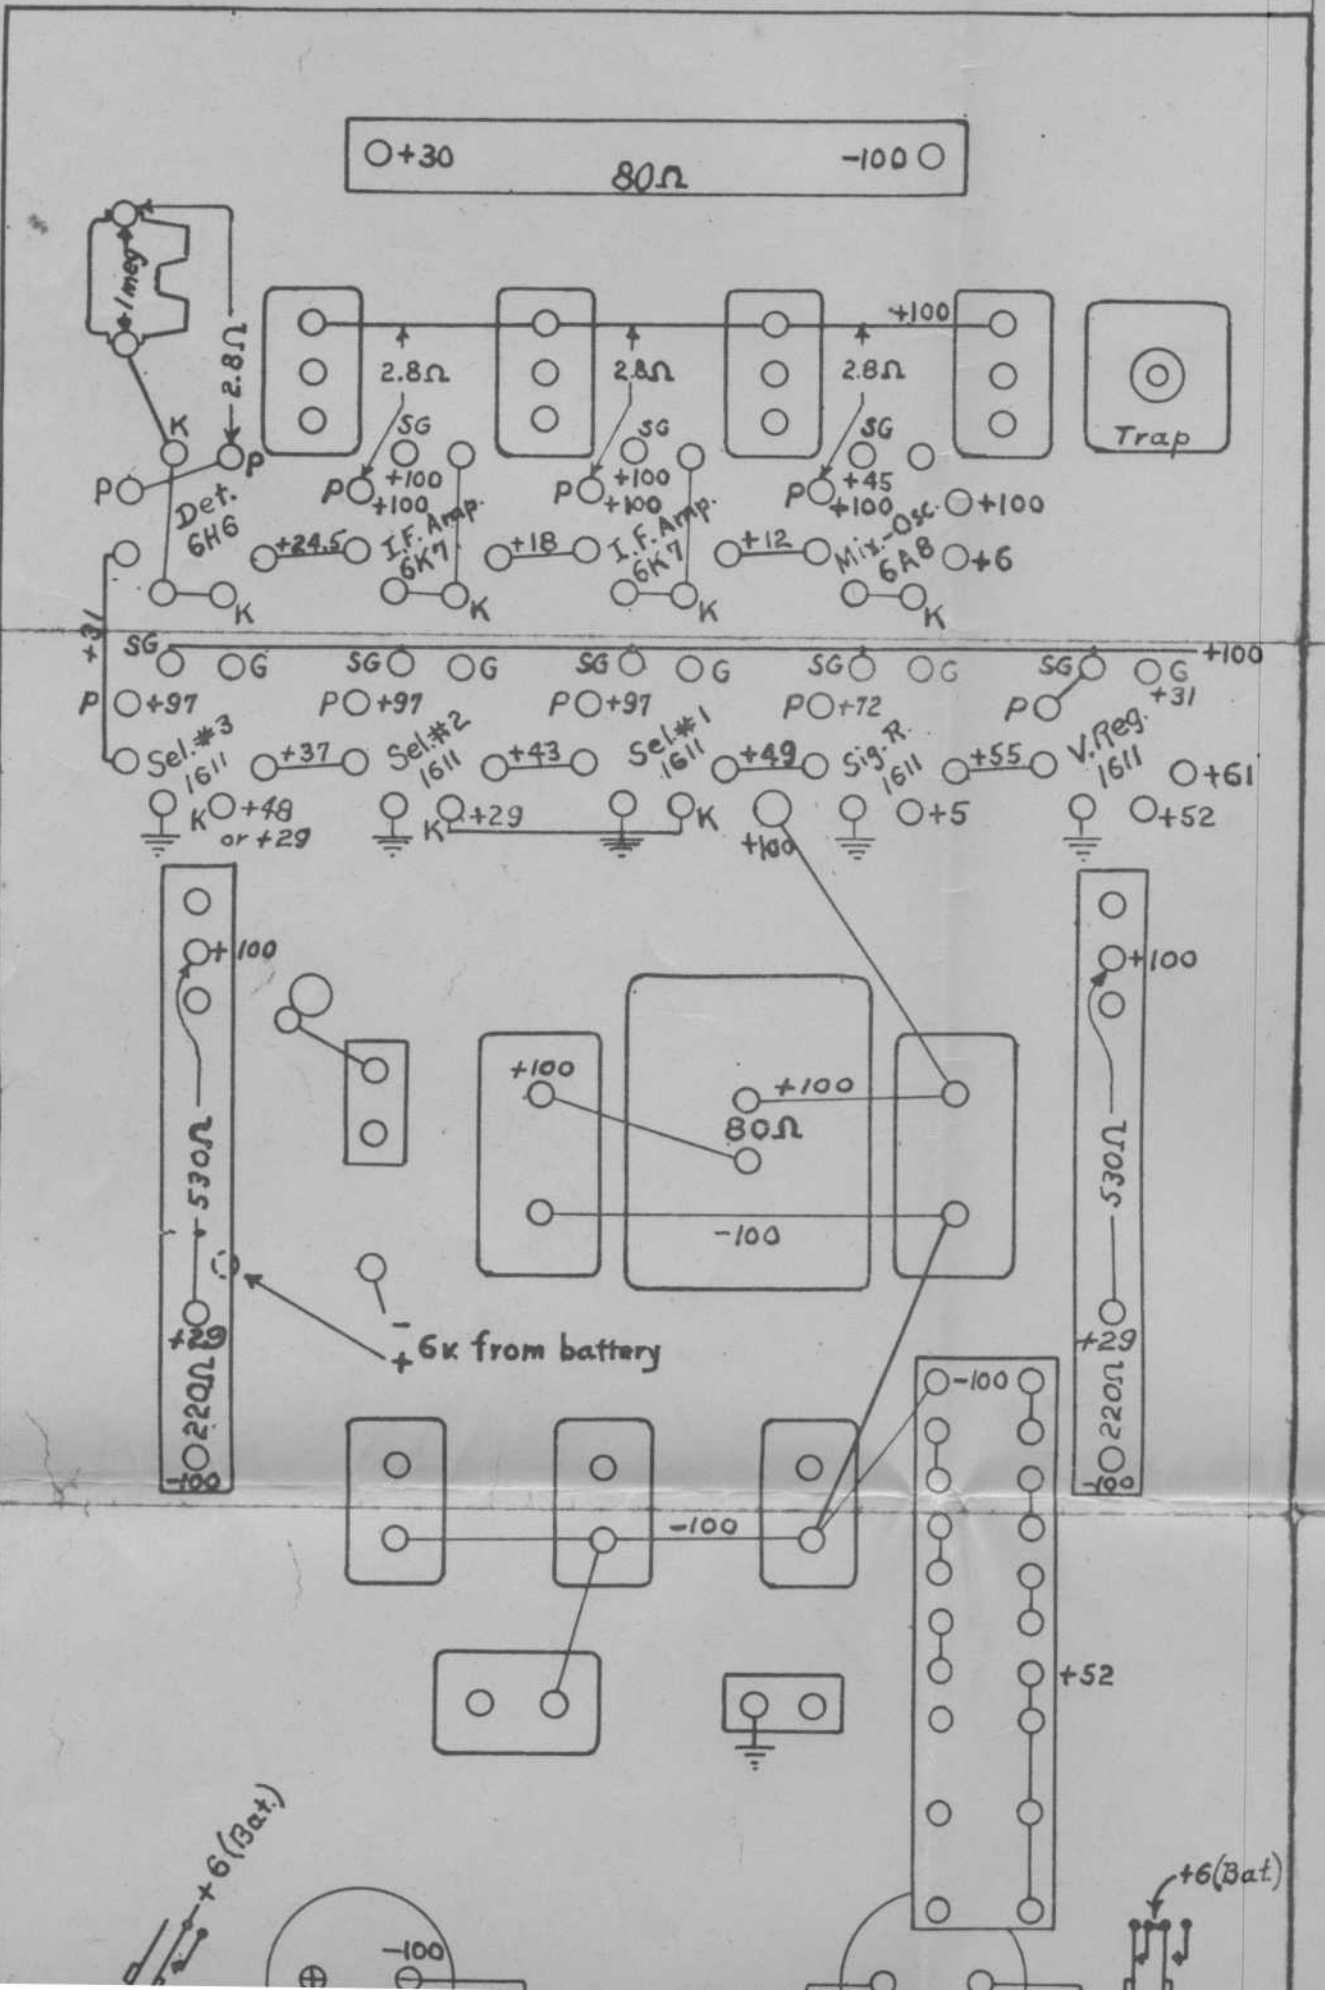 +30
80Ω
-100
1meg
2.8Ω
+100
2.8Ω
2.8Ω
2.8Ω
Trap
K
P
SG
SG
SG
P
Det.
6H6
P
+100
+100
P
+100
+100
P
+45
+100
+100
+24.5
I.F. Amp.
6K7
+18
I.F. Amp.
6K7
+12
Mix.-Osc.
6A8
+6
K
K
K
K
+31
SG
G
SG
G
SG
G
SG
G
SG
G
+100
P
+97
P
+97
P
+97
P
+72
P
+31
Sel.#3
1611
+37
Sel.#2
1611
+43
Sel.#1
1611
+49
Sig.R.
1611
+55
V.Reg.
1611
+61
K
+48
or +29
K
+29
K
+100
+5
+52
+100
+100
+100
+100
80Ω
530Ω
530Ω
-100
+29
-
+ 6K from battery
+29
220Ω
-100
220Ω
-100
-100
-100
+52
+6(Bat.)
+6(Bat.)
-100